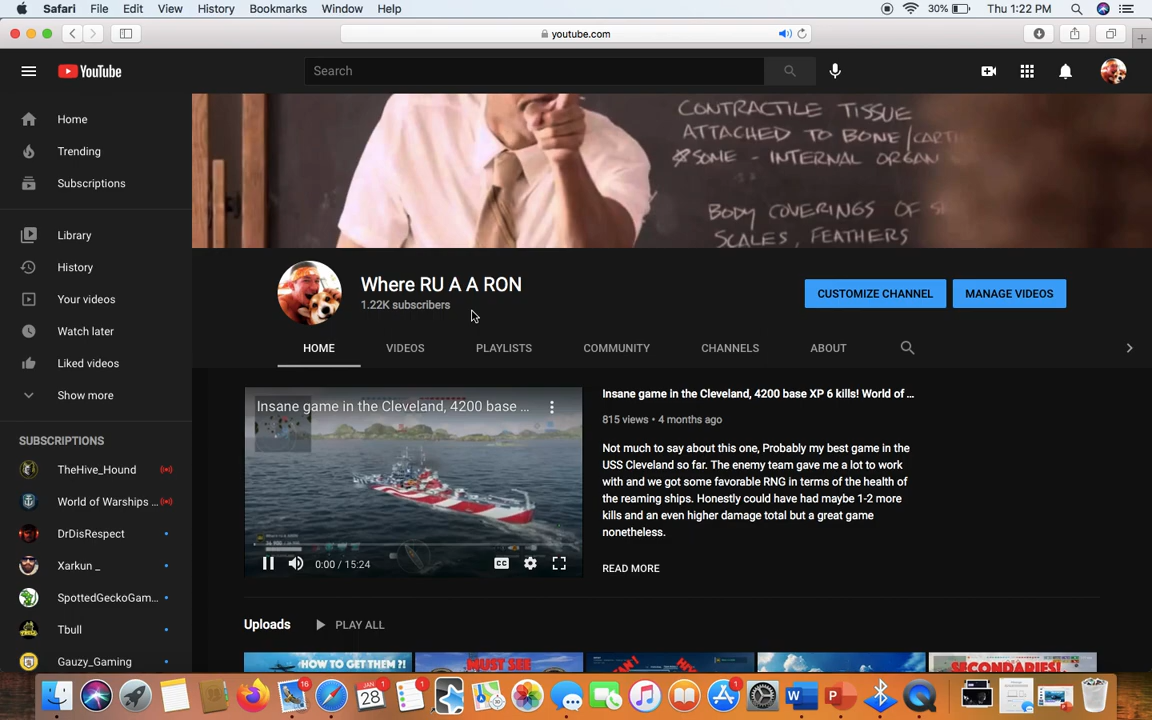 Safari File Edit View History Bookmarks Window Help 30% Thu 1:22 PM
youtube.com
YouTube
Search
Home
Trending
Subscriptions
Library
History
Your videos
Watch later
Liked videos
Show more
SUBSCRIPTIONS
TheHive_Hound
World of Warships ...
DrDisRespect
Xarkun _
SpottedGeckoGam...
Tbull
Gauzy_Gaming
CONTRACTILE TISSUE
ATTACHED TO BONE/CARTI
*SOME - INTERNAL ORGAN
BODY COVERINGS OF
SCALES, FEATHERS
Where RU A A RON
1.22K subscribers
CUSTOMIZE CHANNEL
MANAGE VIDEOS
HOME VIDEOS PLAYLISTS COMMUNITY CHANNELS ABOUT
Insane game in the Cleveland, 4200 base ...
0:00 / 15:24
CC
Insane game in the Cleveland, 4200 base XP 6 kills! World of ...
815 views • 4 months ago
Not much to say about this one, Probably my best game in the
USS Cleveland so far. The enemy team gave me a lot to work
with and we got some favorable RNG in terms of the health of
the reaming ships. Honestly could have had maybe 1-2 more
kills and an even higher damage total but a great game
nonetheless.
READ MORE
Uploads
PLAY ALL
HOW TO GET THEM ?!
MUST SEE
SECONDARIES!
16
JAN
28
1
1
1
W
P